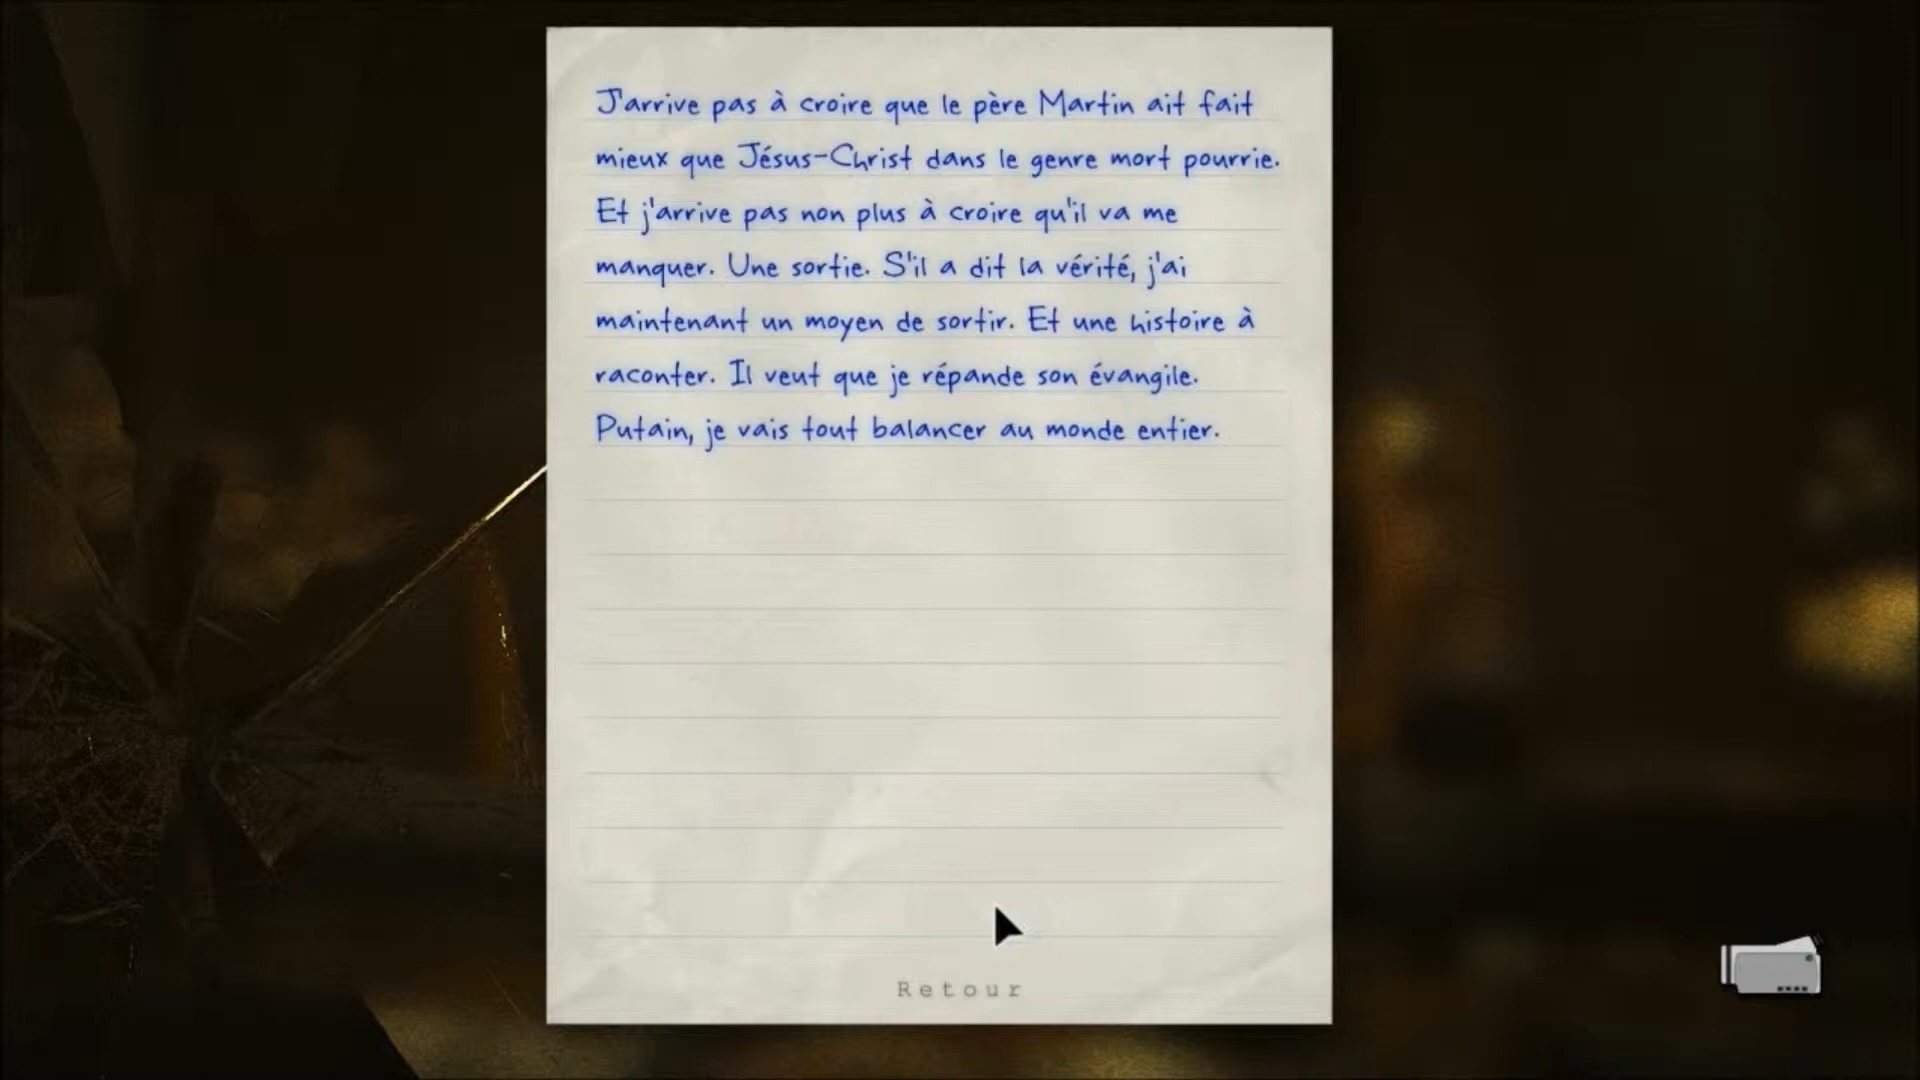 J'arrive pas à croire que le père Martin ait fait
mieux que Jésus-Christ dans le genre mort pourrie.
Et j'arrive pas non plus à croire qu'il va me
manquer. Une sortie. S'il a dit la vérité, j'ai
maintenant un moyen de sortir. Et une histoire à
raconter. Il veut que je répande son évangile.
Putain, je vais tout balancer au monde entier.
Retour